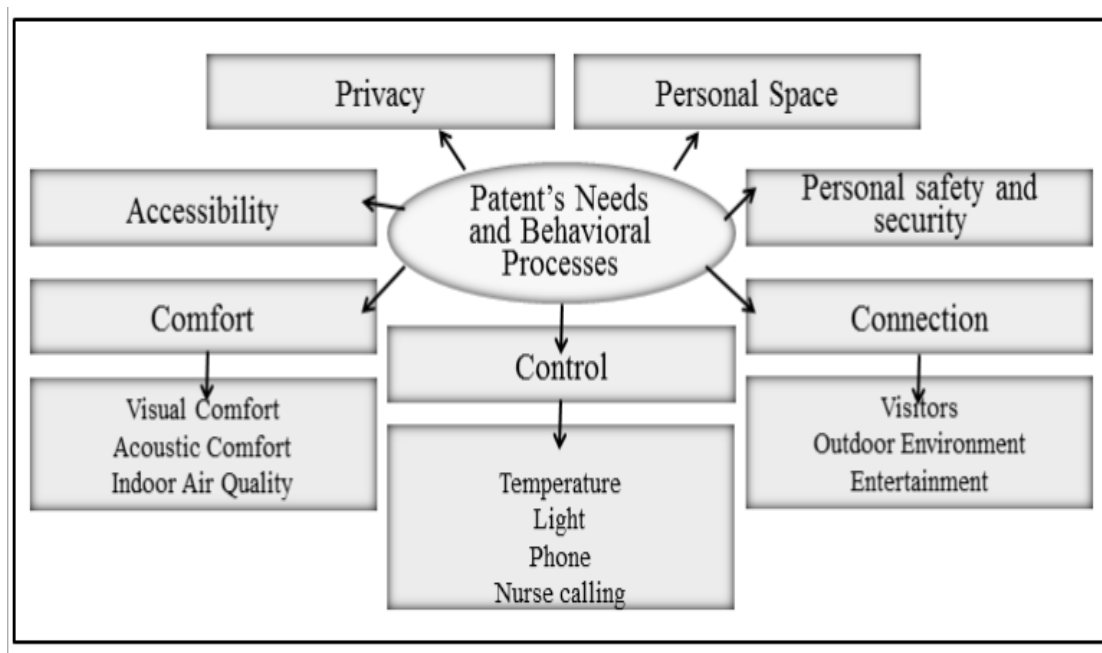 Privacy
Personal Space
Accessibility
Patent's Needs
and Behavioral
Processes
Personal safety and
security
Comfort
Control
Connection
Visual Comfort
Acoustic Comfort
Indoor Air Quality
Temperature
Light
Phone
Nurse calling
Visitors
Outdoor Environment
Entertainment